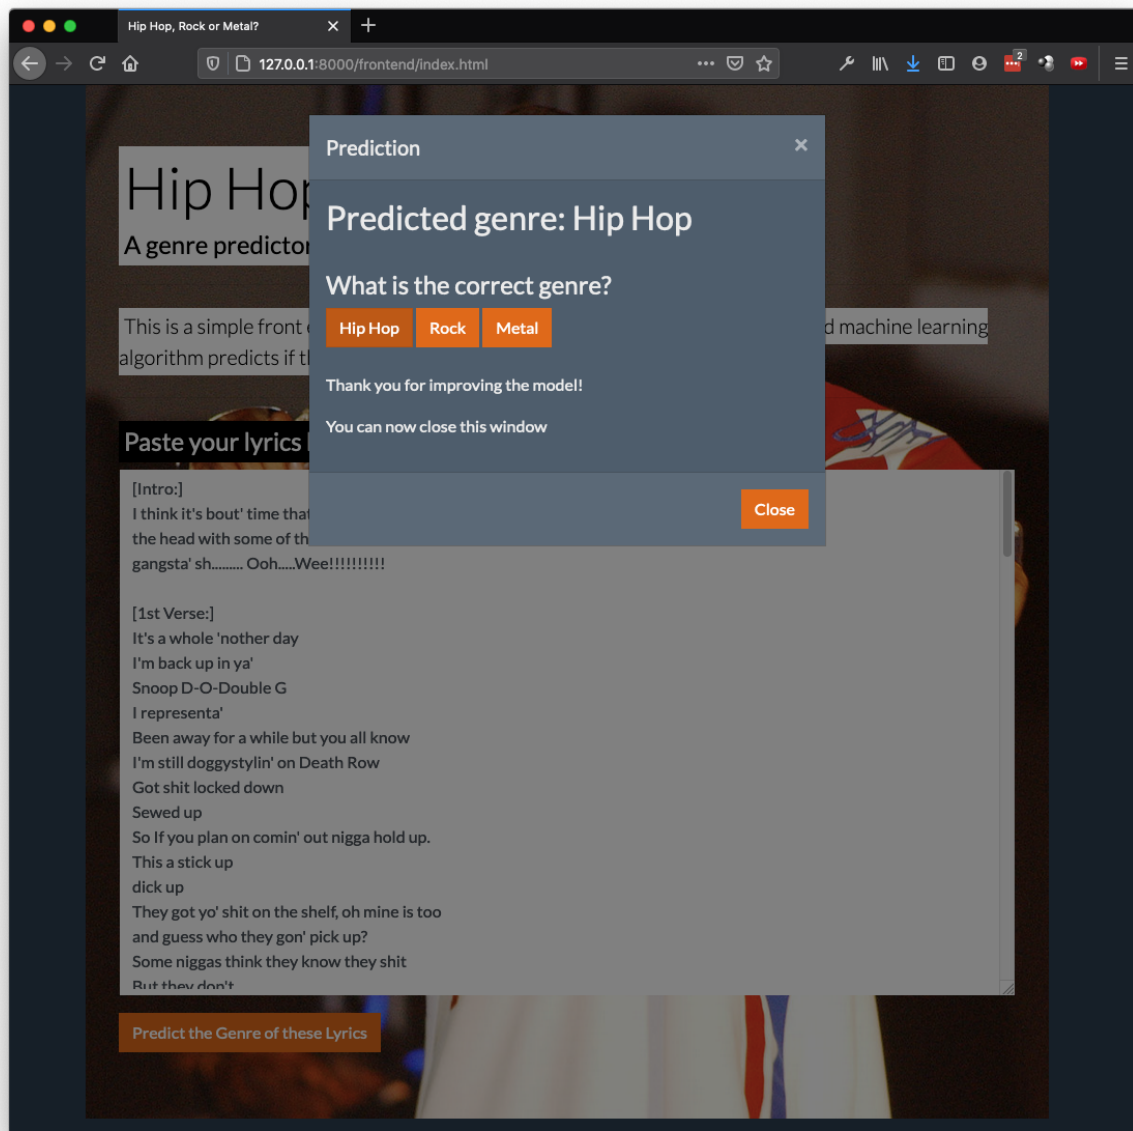 Hip Hop, Rock or Metal?
127.0.0.1:8000/frontend/index.html
2
Prediction
×
Hip Hop
Predicted genre: Hip Hop
A genre predictor
What is the correct genre?
This is a simple front
Hip Hop Rock Metal
d machine learning
algorithm predicts if
Thank you for improving the model!
You can now close this window
Paste your lyrics
[Intro:]
I think it's bout' time that
Close
the head with some of
gangsta' sh......... Ooh.....Wee!!!!!!!!!!
[1st Verse:]
It's a whole 'nother day
I'm back up in ya'
Snoop D-O-Double G
I representa'
Been away for a while but you all know
I'm still doggystylin' on Death Row
Got shit locked down
Sewed up
So If you plan on comin' out nigga hold up.
This a stick up
dick up
They got yo' shit on the shelf, oh mine is too
and guess who they gon' pick up?
Some niggas think they know they shit
But they don't
Predict the Genre of these Lyrics